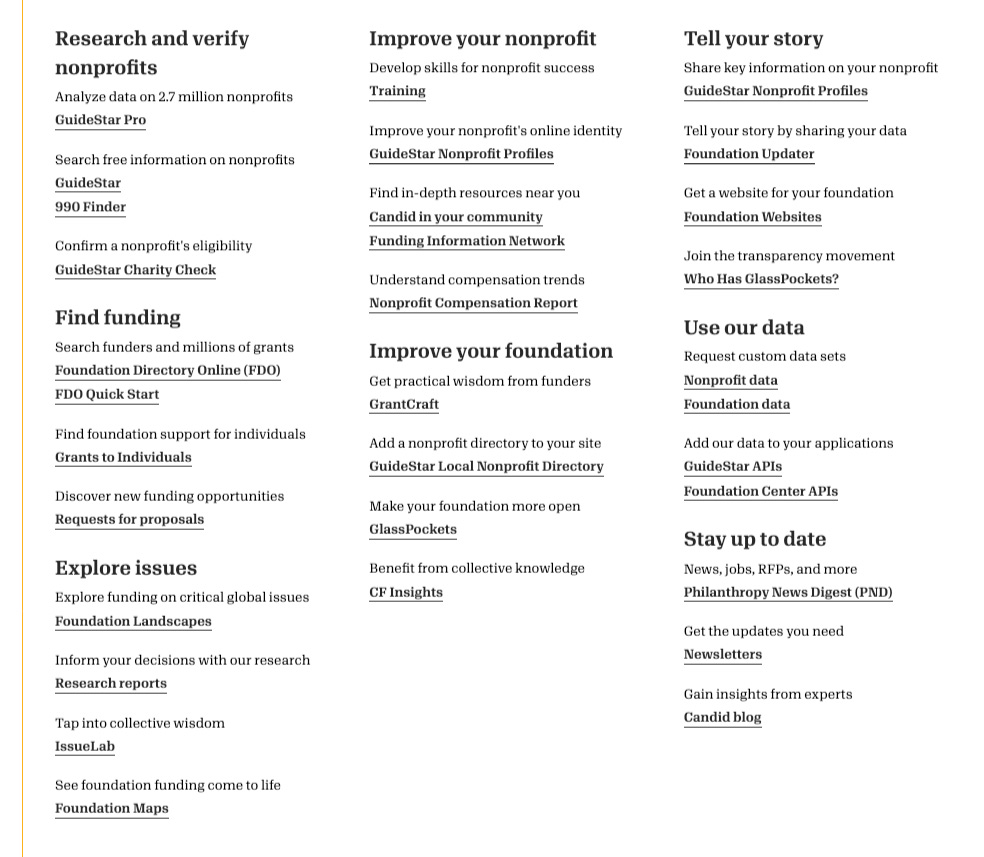 Research and verify
nonprofits
Analyze data on 2.7 million nonprofits
GuideStar Pro
Search free information on nonprofits
GuideStar
990 Finder
Confirm a nonprofit's eligibility
GuideStar Charity Check
Find funding
Search funders and millions of grants
Foundation Directory Online (FDO)
FDO Quick Start
Find foundation support for individuals
Grants to Individuals
Discover new funding opportunities
Requests for proposals
Explore issues
Explore funding on critical global issues
Foundation Landscapes
Inform your decisions with our research
Research reports
Tap into collective wisdom
IssueLab
See foundation funding come to life
Foundation Maps
Improve your nonprofit
Develop skills for nonprofit success
Training
Improve your nonprofit's online identity
GuideStar Nonprofit Profiles
Find in-depth resources near you
Candid in your community
Funding Information Network
Understand compensation trends
Nonprofit Compensation Report
Improve your foundation
Get practical wisdom from funders
GrantCraft
Add a nonprofit directory to your site
GuideStar Local Nonprofit Directory
Make your foundation more open
GlassPockets
Benefit from collective knowledge
CF Insights
Tell your story
Share key information on your nonprofit
GuideStar Nonprofit Profiles
Tell your story by sharing your data
Foundation Updater
Get a website for your foundation
Foundation Websites
Join the transparency movement
Who Has GlassPockets?
Use our data
Request custom data sets
Nonprofit data
Foundation data
Add our data to your applications
GuideStar APIs
Foundation Center APIs
Stay up to date
News, jobs, RFPs, and more
Philanthropy News Digest (PND)
Get the updates you need
Newsletters
Gain insights from experts
Candid blog